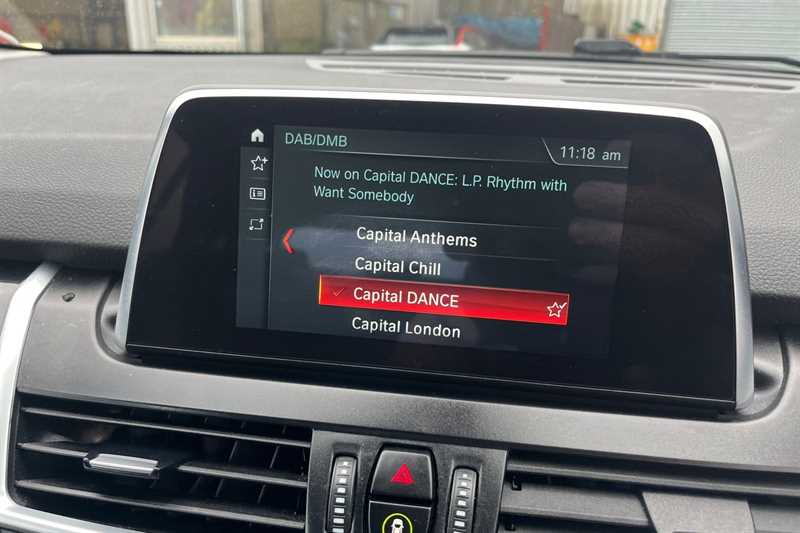 DAB/DMB
11:18 am
Now on Capital DANCE: L.P. Rhythm with
Want Somebody
Capital Anthems
Capital Chill
Capital DANCE
Capital London